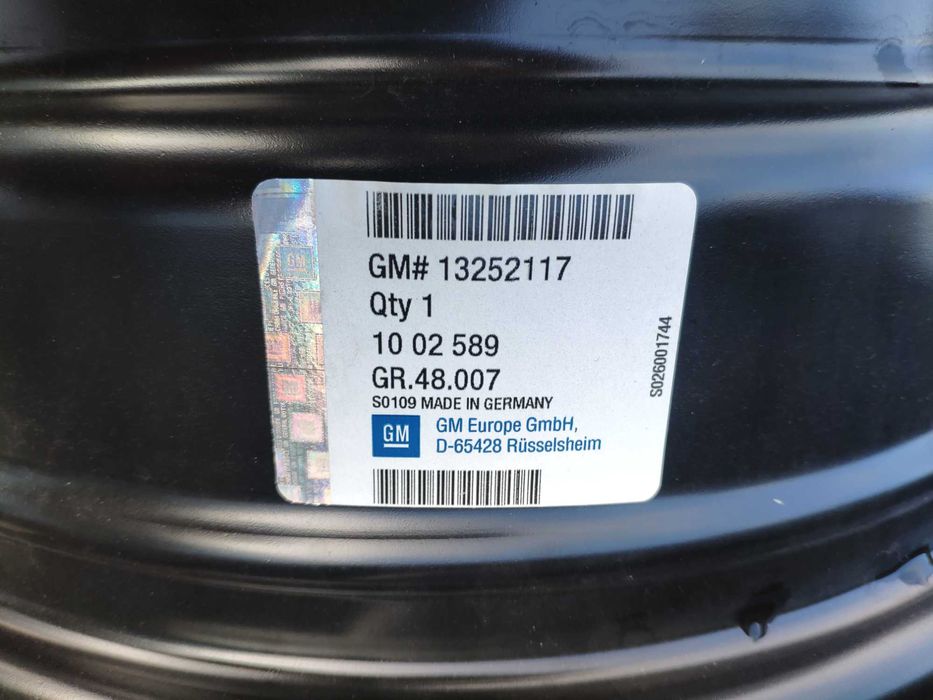 GM# 13252117
Qty 1
10 02 589
GR.48.007
S0109 MADE IN GERMANY
GM
GM Europe GmbH,
D-65428 Rüsselsheim
S026001744
GM